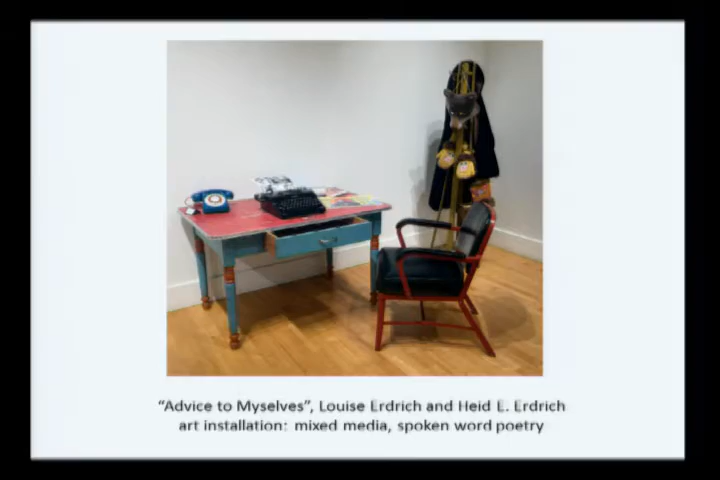 “Advice to Myselves”, Louise Erdrich and Heid E. Erdrich
art installation: mixed media, spoken word poetry